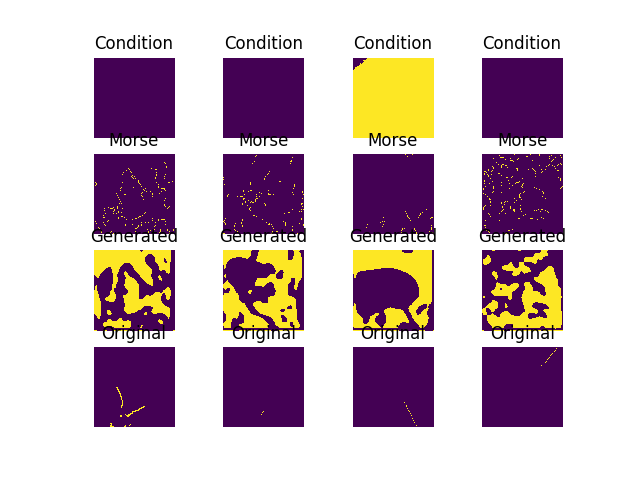 Condition Condition Condition Condition
Morse Morse Morse Morse
Generated Generated Generated Generated
Original Original Original Original